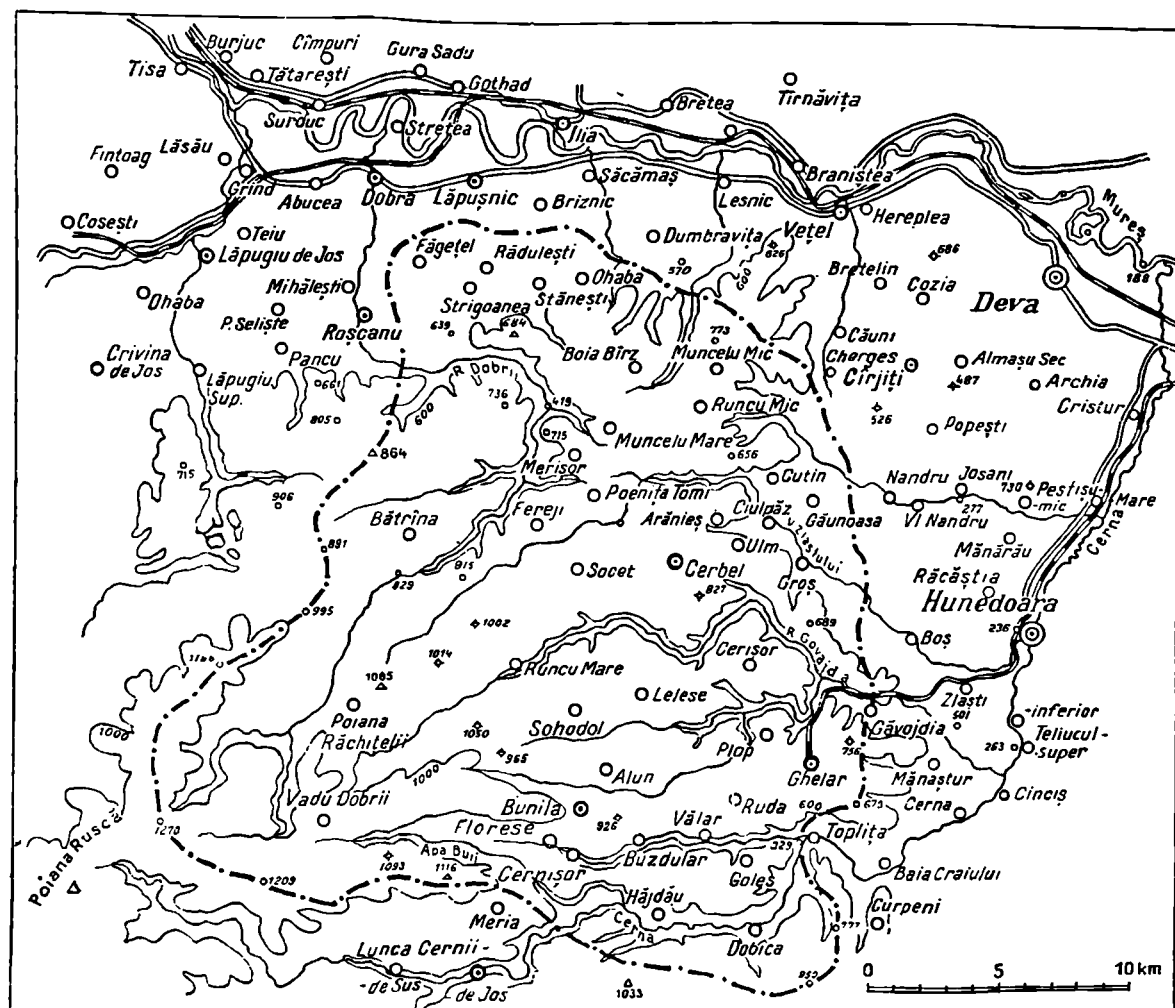 Burjuc
Cîmpuri
Gura Sadu
Tisa
Tătarești
Gothad
Tîrnăvița
Surduc
Bretea
Stretea
Ilia
Lăsău
Fintoag
Branistea
Grind
Săcămaș
Abucea
Dobra
Lăpușnic
Lesnic
Mureș
Briznic
Hereplea
Cosești
Teiu
Vețel
Dumbravița
826
Făgețel
Rădulești
686
Lăpugiu de Jos
570
600
188
Ohaba
Bretelin
Mihălești
Ohaba
Cozia
Strigoanea
Stănești
Deva
P. Seliște
Roșcanu
684
639
773
Căuni
Pancu
Boia Bîrz
Muncelu Mic
Almașu Sec
Crivina
de Jos
Cherges
Cîrjiți
R. Dobrii
Lăpugiu
Sup.
661
487
Archia
736
419
600
Runcu Mic
526
Cristur
805
715
Muncelu Mare
Popești
864
656
715
Merișor
Cutin
Nandru
Josani
730
Pestișu-
-mic
Mare
Poenița Tomi
906
Ciulpăz
277
Fereji
Arănieș
Găunoasa
Vl Nandru
Bătrîna
V. Zlaștului
Cerna
891
Ulm
Mănărău
Socet
Cerbel
Groș
829
815
Răcăștia
827
Hunedoara
995
1002
689
236
Boș
R. Govajdia
1014
Cerișor
Runcu Mare
1085
Lelese
Zlaști
Poiana
Răchițelii
Sohodol
501
-inferior
Găvojdia
Teliucul-
-super
1000
1050
Plop
263
756
965
Ghelar
Alun
Mănaștur
1000
Vadu Dobrii
Bunila
Ruda
673
600
Cerna
Cinciș
926
Florese
Vălar
Toplița
1270
329
Poiana Ruscă
Buzdular
Apa Buii
Baia Craiului
1093
1116
Goleș
Cernișor
1209
Hăjdău
Meria
Curpeni
Cerna
777
Dobîca
Lunca Cernii -
-de Sus
-de Jos
1033
0 5 10 km